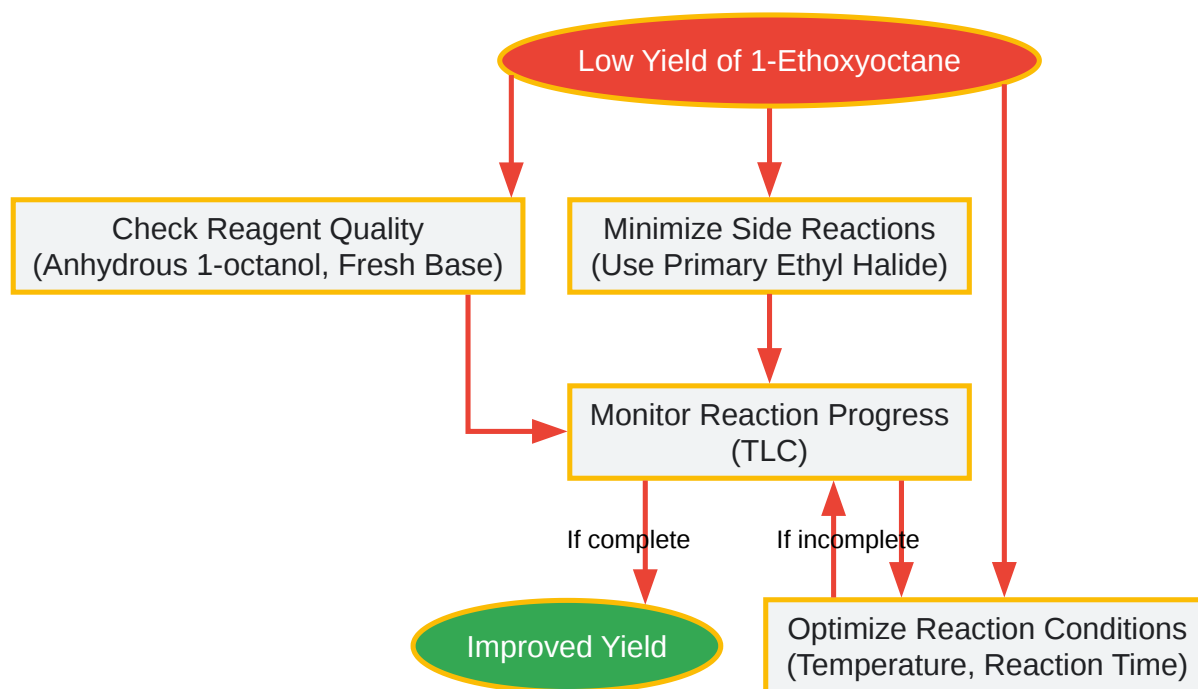 Low Yield of 1-Ethoxyoctane
Check Reagent Quality
(Anhydrous 1-octanol, Fresh Base)
Minimize Side Reactions
(Use Primary Ethyl Halide)
Monitor Reaction Progress
(TLC)
If complete
If incomplete
Improved Yield
Optimize Reaction Conditions
(Temperature, Reaction Time)